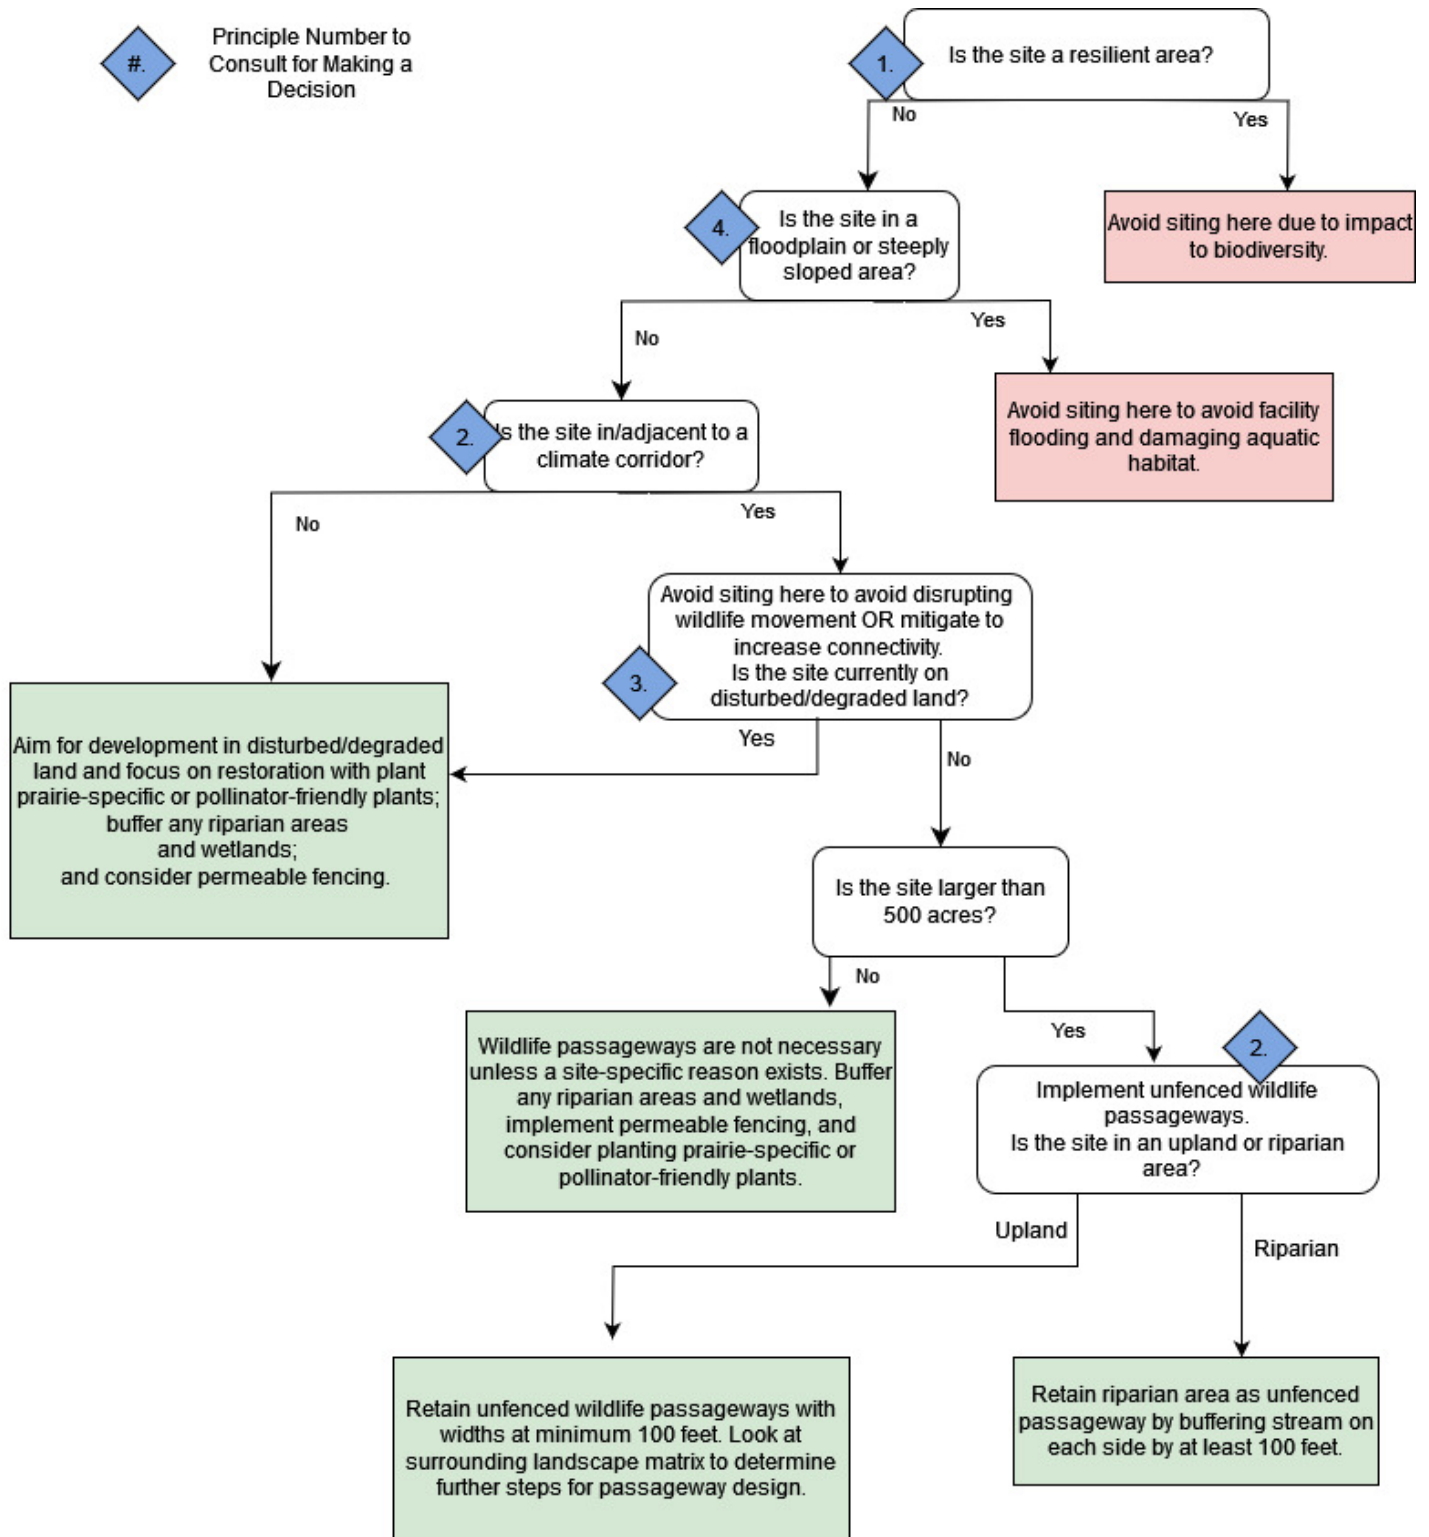 #.
Principle Number to
Consult for Making a
Decision
1.
Is the site a resilient area?
No
Yes
4.
Is the site in a
floodplain or steeply
sloped area?
Avoid siting here due to impact
to biodiversity.
No
Yes
2.
Is the site in/adjacent to a
climate corridor?
Avoid siting here to avoid facility
flooding and damaging aquatic
habitat.
No
Yes
3.
Avoid siting here to avoid disrupting
wildlife movement OR mitigate to
increase connectivity.
Is the site currently on
disturbed/degraded land?
Yes
No
Aim for development in disturbed/degraded
land and focus on restoration with plant
prairie-specific or pollinator-friendly plants;
buffer any riparian areas
and wetlands;
and consider permeable fencing.
Is the site larger than
500 acres?
No
Yes
Wildlife passageways are not necessary
unless a site-specific reason exists. Buffer
any riparian areas and wetlands,
implement permeable fencing, and
consider planting prairie-specific or
pollinator-friendly plants.
2.
Implement unfenced wildlife
passageways.
Is the site in an upland or riparian
area?
Upland
Riparian
Retain unfenced wildlife passageways with
widths at minimum 100 feet. Look at
surrounding landscape matrix to determine
further steps for passageway design.
Retain riparian area as unfenced
passageway by buffering stream on
each side by at least 100 feet.